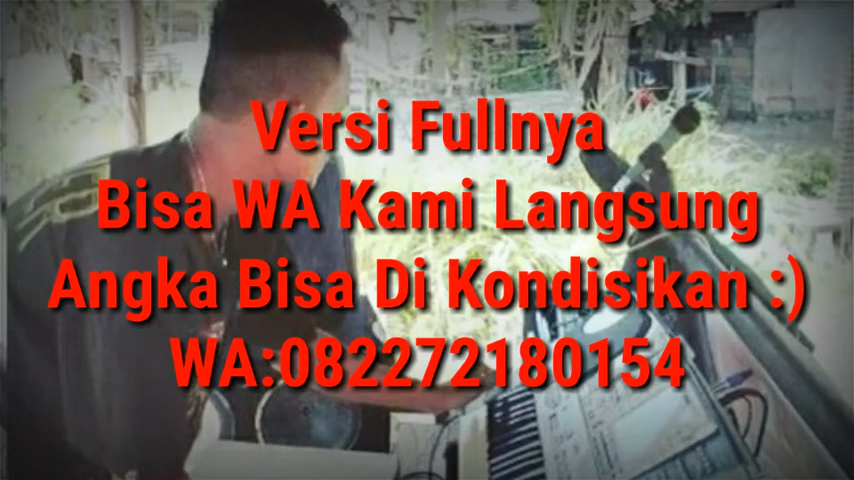 Versi Fullnya
Bisa WA Kami Langsung
Angka Bisa Di Kondisikan :)
WA:082272180154